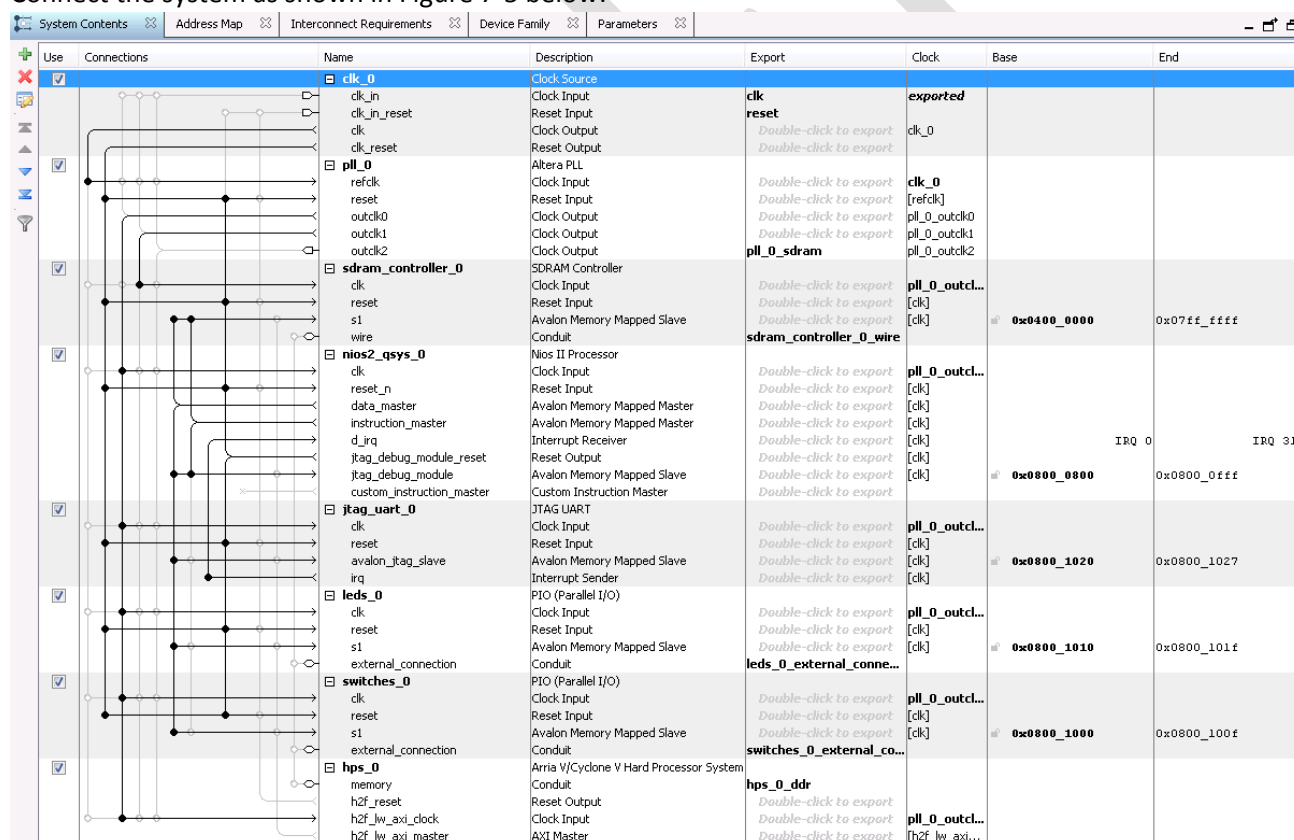 Connect the system as shown in Figure 7-5 below.
System Contents Address Map Interconnect Requirements Device Family Parameters
Use Connections Name Description Export Clock Base End
clk_0 Clock Source
clk_in Clock Input clk exported
clk_in_reset Reset Input reset
clk Clock Output Double-click to export clk_0
clk_reset Reset Output Double-click to export
pll_0 Altera PLL
refclk Clock Input Double-click to export clk_0
reset Reset Input Double-click to export [refclk]
outclk0 Clock Output Double-click to export pll_0_outclk0
outclk1 Clock Output Double-click to export pll_0_outclk1
outclk2 Clock Output pll_0_sdram pll_0_outclk2
sdram_controller_0 SDRAM Controller
clk Clock Input Double-click to export pll_0_outcl...
reset Reset Input Double-click to export [clk]
s1 Avalon Memory Mapped Slave Double-click to export [clk] 0x0400_0000 0x07ff_ffff
wire Conduit sdram_controller_0_wire
nios2_qsys_0 Nios II Processor
clk Clock Input Double-click to export pll_0_outcl...
reset_n Reset Input Double-click to export [clk]
data_master Avalon Memory Mapped Master Double-click to export [clk]
instruction_master Avalon Memory Mapped Master Double-click to export [clk]
d_irq Interrupt Receiver Double-click to export [clk] IRQ 0 IRQ 31
jtag_debug_module_reset Reset Output Double-click to export [clk]
jtag_debug_module Avalon Memory Mapped Slave Double-click to export [clk] 0x0800_0800 0x0800_0fff
custom_instruction_master Custom Instruction Master Double-click to export
jtag_uart_0 JTAG UART
clk Clock Input Double-click to export pll_0_outcl...
reset Reset Input Double-click to export [clk]
avalon_jtag_slave Avalon Memory Mapped Slave Double-click to export [clk] 0x0800_1020 0x0800_1027
irq Interrupt Sender Double-click to export [clk]
leds_0 PIO (Parallel I/O)
clk Clock Input Double-click to export pll_0_outcl...
reset Reset Input Double-click to export [clk]
s1 Avalon Memory Mapped Slave Double-click to export [clk] 0x0800_1010 0x0800_101f
external_connection Conduit leds_0_external_conne...
switches_0 PIO (Parallel I/O)
clk Clock Input Double-click to export pll_0_outcl...
reset Reset Input Double-click to export [clk]
s1 Avalon Memory Mapped Slave Double-click to export [clk] 0x0800_1000 0x0800_100f
external_connection Conduit switches_0_external_co...
hps_0 Arria V/Cyclone V Hard Processor System
memory Conduit hps_0_ddr
h2f_reset Reset Output Double-click to export
h2f_lw_axi_clock Clock Input Double-click to export pll_0_outcl...
h2f_lw_axi_master AXI Master Double-click to export [h2f_lw_axi...